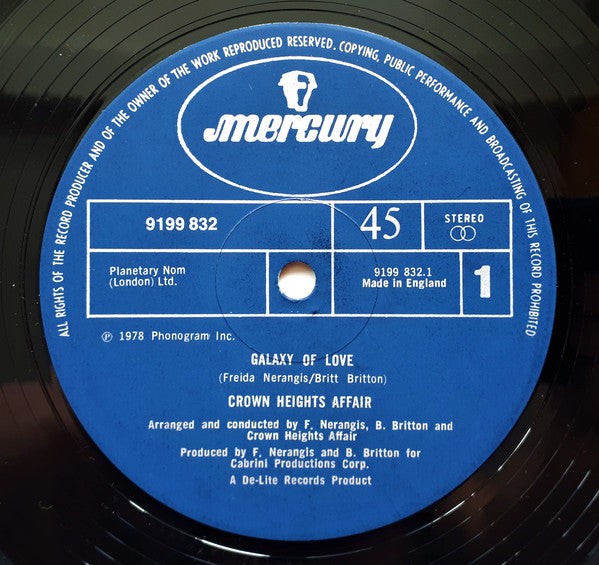 ALL RIGHTS OF THE RECORD PRODUCER AND OF THE OWNER OF THE WORK REPRODUCED RESERVED. COPYING, PUBLIC PERFORMANCE AND BROADCASTING OF THIS RECORD PROHIBITED
mercury
9199 832
45
STEREO
Planetary Nom
(London) Ltd.
9199 832.1
Made in England
1
℗ 1978 Phonogram Inc.
GALAXY OF LOVE
(Freida Nerangis/Britt Britton)
CROWN HEIGHTS AFFAIR
Arranged and conducted by F. Nerangis, B. Britton and
Crown Heights Affair
Produced by F. Nerangis and B. Britton for
Cabrini Productions Corp.
A De-Lite Records Product